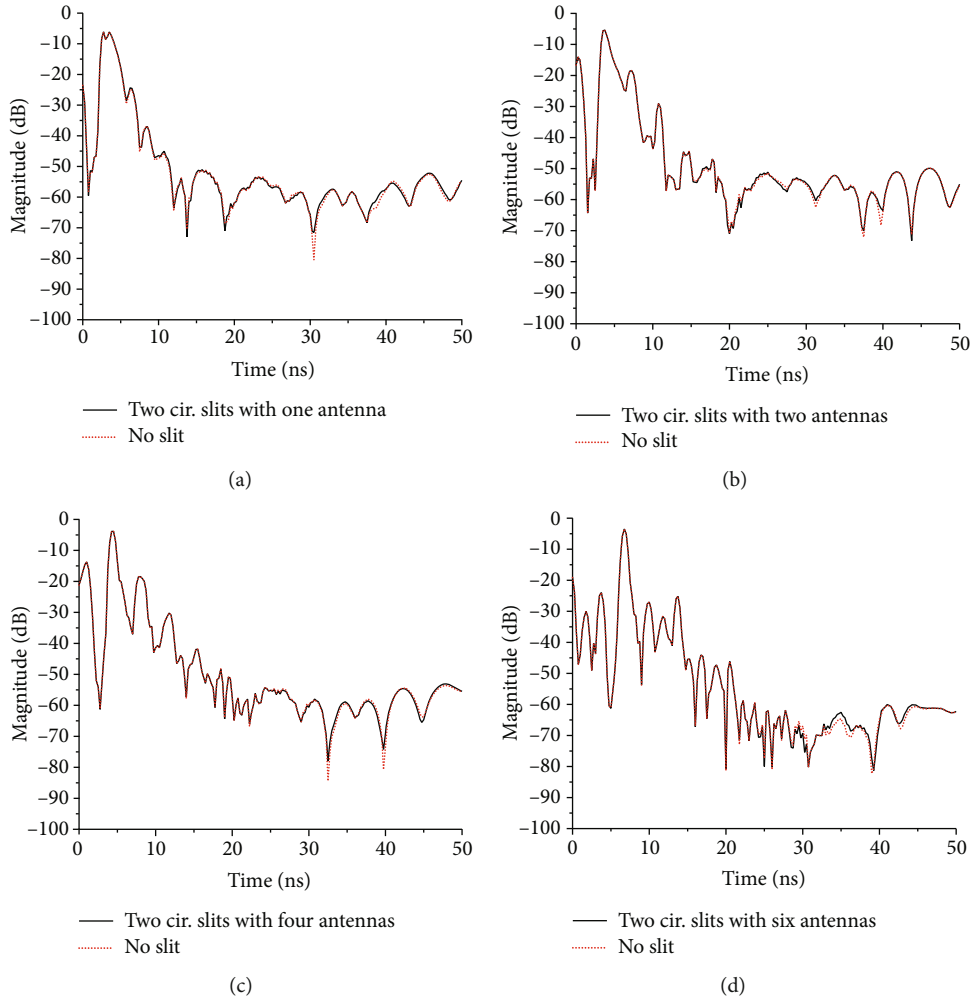 0
−10
−20
−30
−40
−50
−60
−70
−80
−90
−100
Magnitude (dB)
0 10 20 30 40 50
Time (ns)
Two cir. slits with one antenna
No slit
(a)
0
−10
−20
−30
−40
−50
−60
−70
−80
−90
−100
Magnitude (dB)
0 10 20 30 40 50
Time (ns)
Two cir. slits with two antennas
No slit
(b)
0
−10
−20
−30
−40
−50
−60
−70
−80
−90
−100
Magnitude (dB)
0 10 20 30 40 50
Time (ns)
Two cir. slits with four antennas
No slit
(c)
0
−10
−20
−30
−40
−50
−60
−70
−80
−90
−100
Magnitude (dB)
0 10 20 30 40 50
Time (ns)
Two cir. slits with six antennas
No slit
(d)